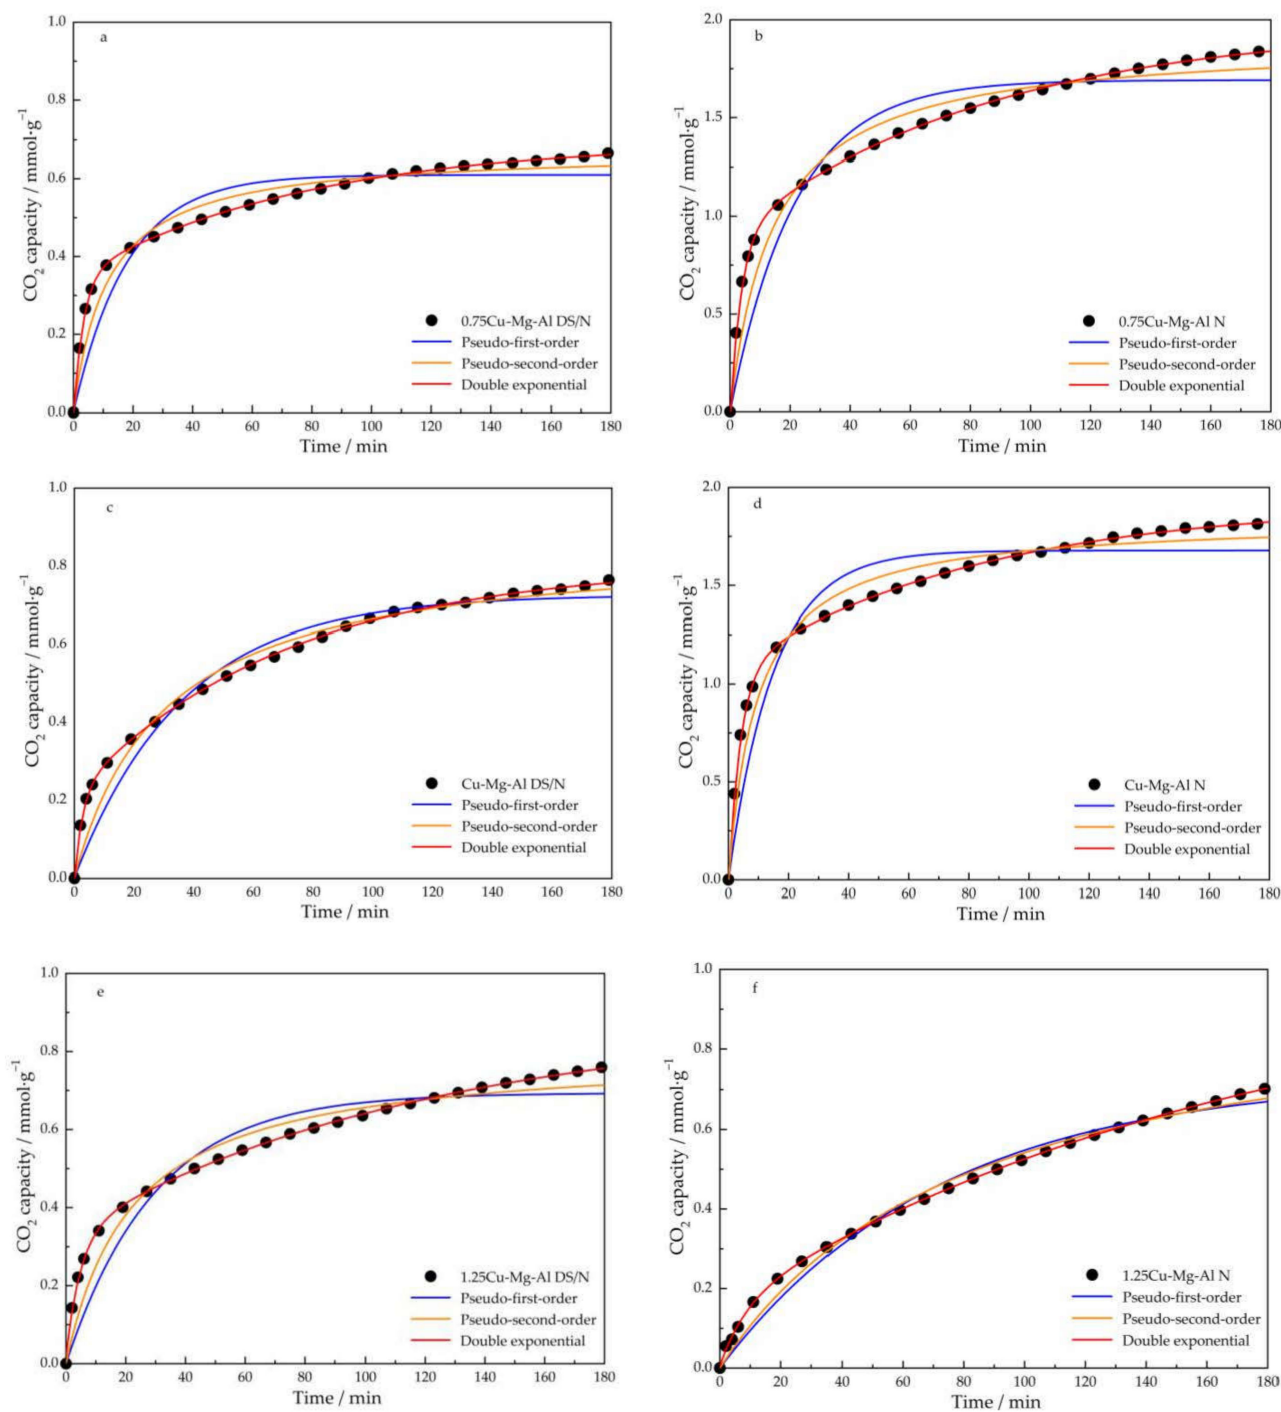 a
1.0
0.8
0.6
0.4
0.2
0.0
CO₂ capacity / mmol·g⁻¹
0.75Cu-Mg-Al DS/N
Pseudo-first-order
Pseudo-second-order
Double exponential
0 20 40 60 80 100 120 140 160 180
Time / min
b
2.0
1.5
1.0
0.5
0.0
CO₂ capacity / mmol·g⁻¹
0.75Cu-Mg-Al N
Pseudo-first-order
Pseudo-second-order
Double exponential
0 20 40 60 80 100 120 140 160 180
Time / min
c
1.0
0.8
0.6
0.4
0.2
0.0
CO₂ capacity / mmol·g⁻¹
Cu-Mg-Al DS/N
Pseudo-first-order
Pseudo-second-order
Double exponential
0 20 40 60 80 100 120 140 160 180
Time / min
d
2.0
1.5
1.0
0.5
0.0
CO₂ capacity / mmol·g⁻¹
Cu-Mg-Al N
Pseudo-first-order
Pseudo-second-order
Double exponential
0 20 40 60 80 100 120 140 160 180
Time / min
e
1.0
0.8
0.6
0.4
0.2
0.0
CO₂ capacity / mmol·g⁻¹
1.25Cu-Mg-Al DS/N
Pseudo-first-order
Pseudo-second-order
Double exponential
0 20 40 60 80 100 120 140 160 180
Time / min
f
1.0
0.8
0.6
0.4
0.2
0.0
CO₂ capacity / mmol·g⁻¹
1.25Cu-Mg-Al N
Pseudo-first-order
Pseudo-second-order
Double exponential
0 20 40 60 80 100 120 140 160 180
Time / min